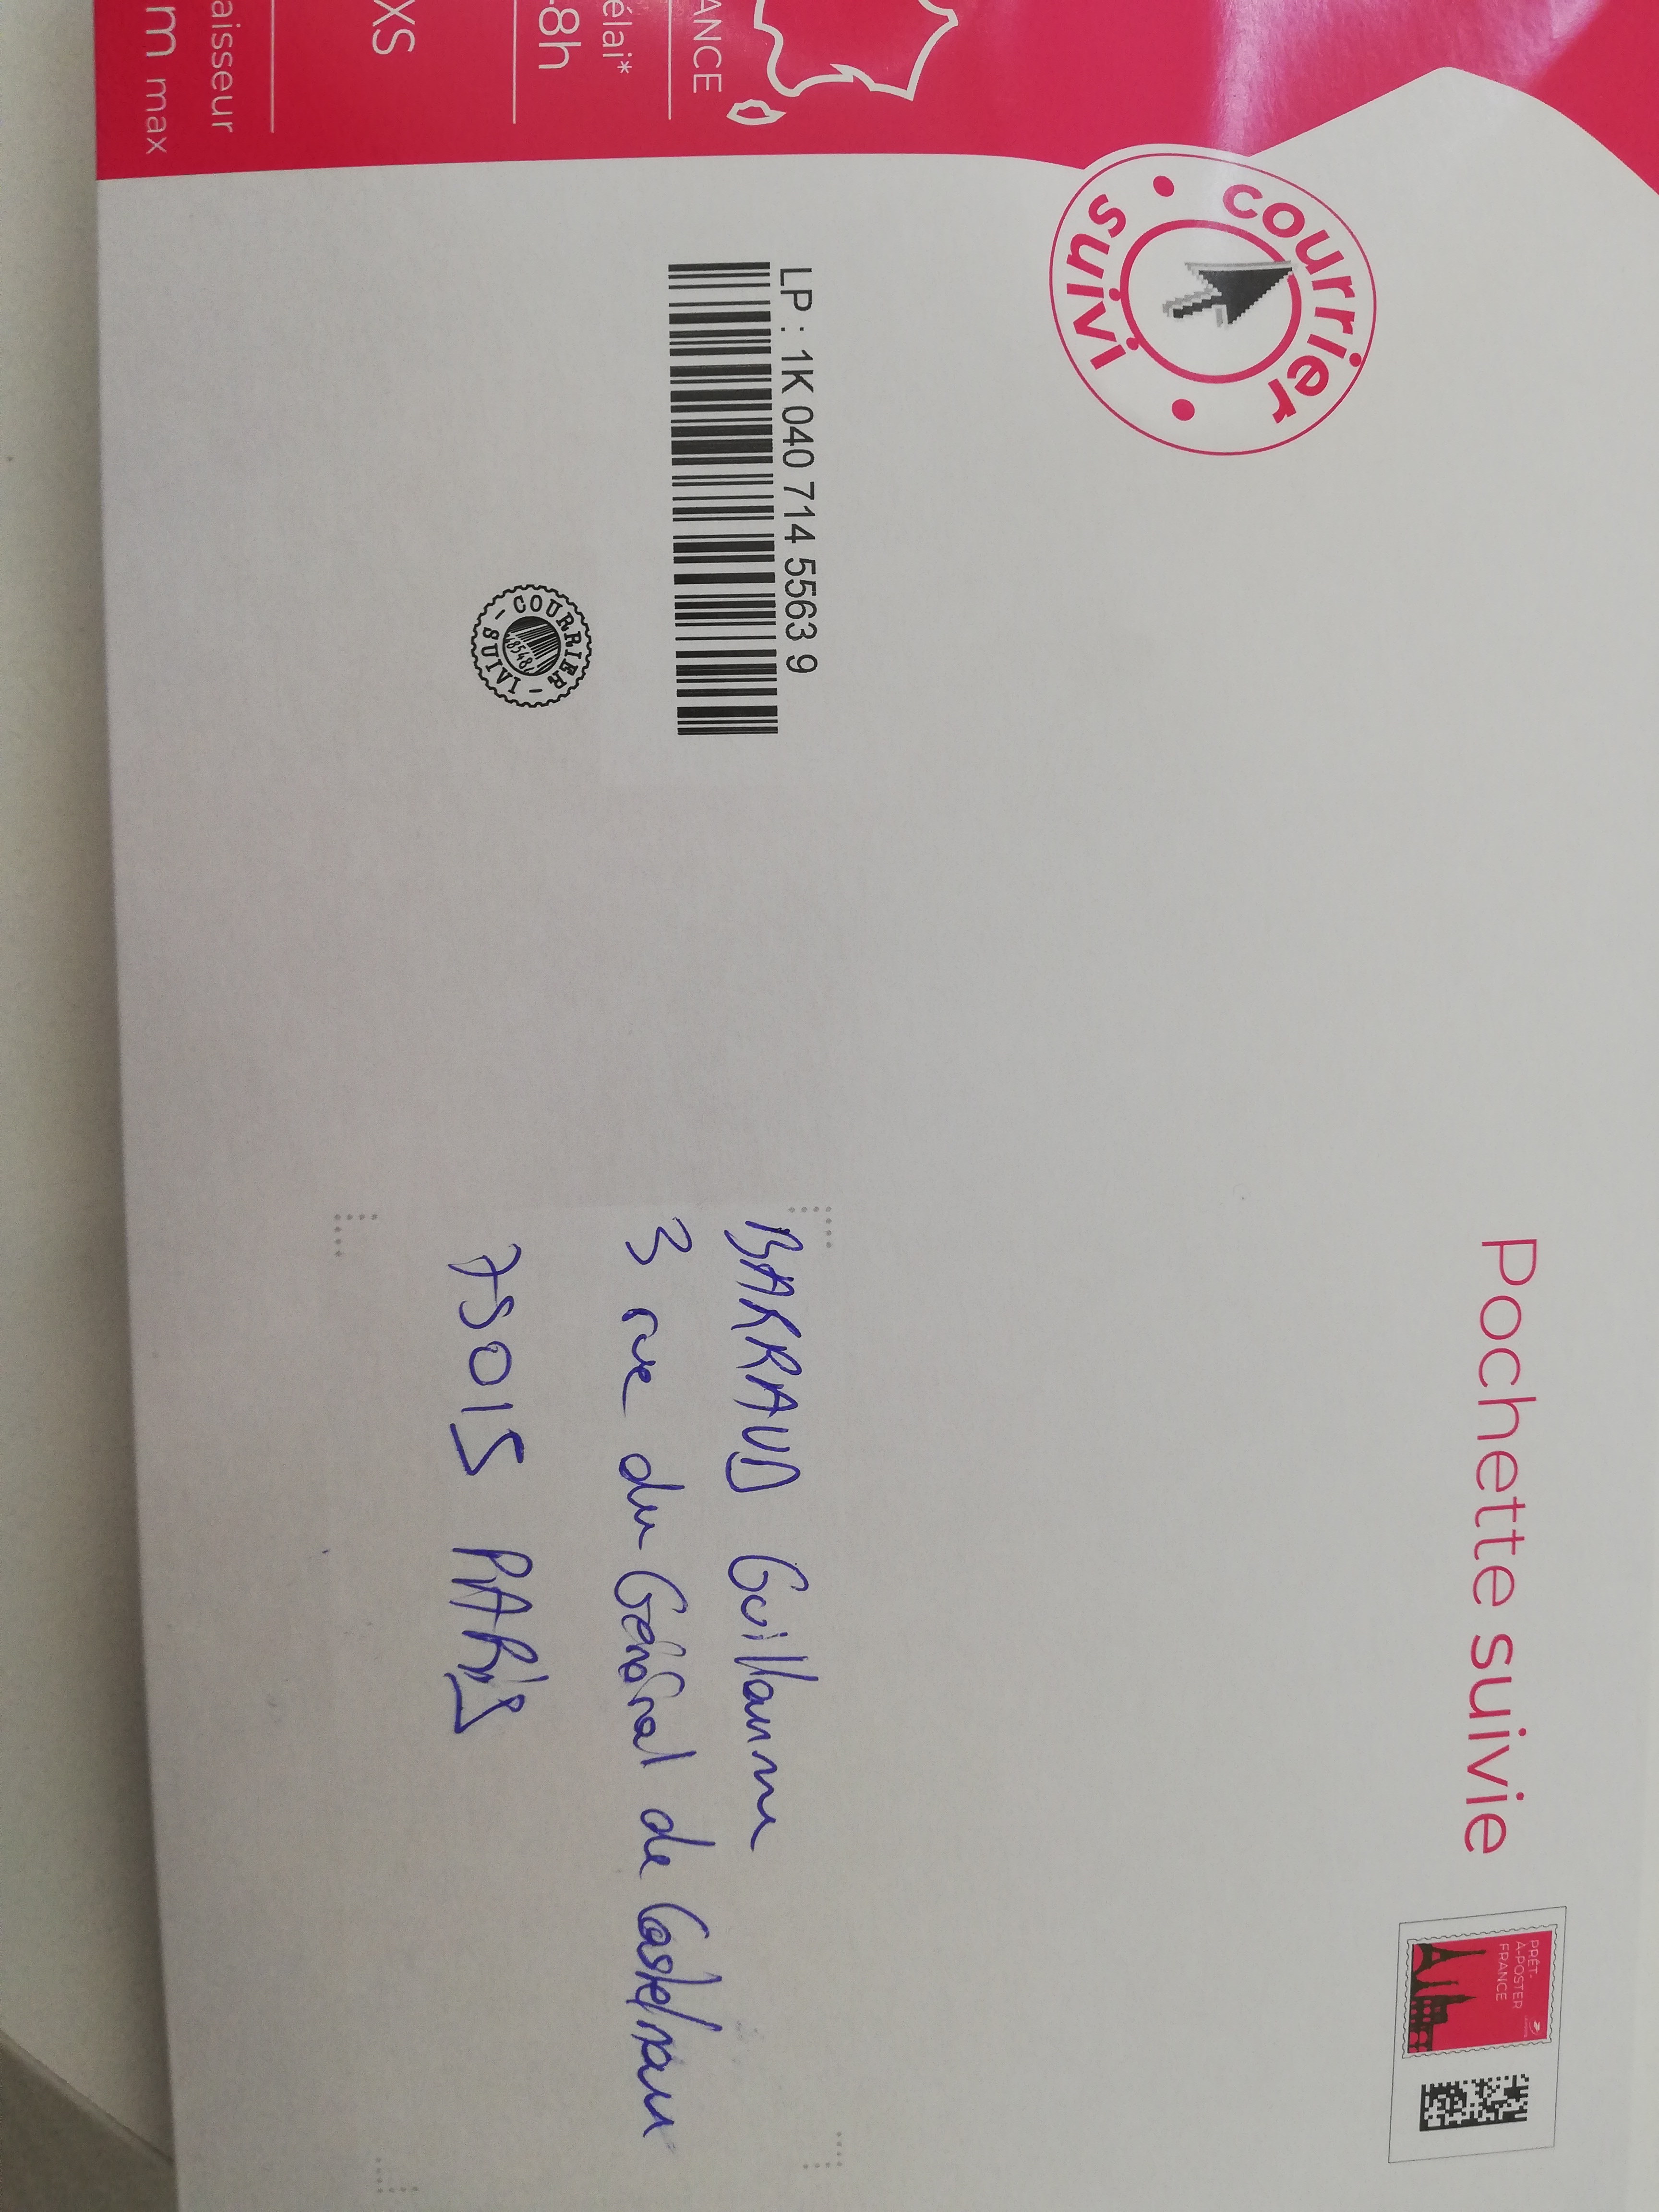 ANCE
élai*
48h
XS
aisseur
m max
courrier
suivi
Pochette suivie
PRÊT-
À-POSTER
FRANCE
LP : 1K 040 714 5563 9
COURRIER - SUIVI -
BARRAUD Guillaume
3 rue du Général de Castelnau
75015 PARIS